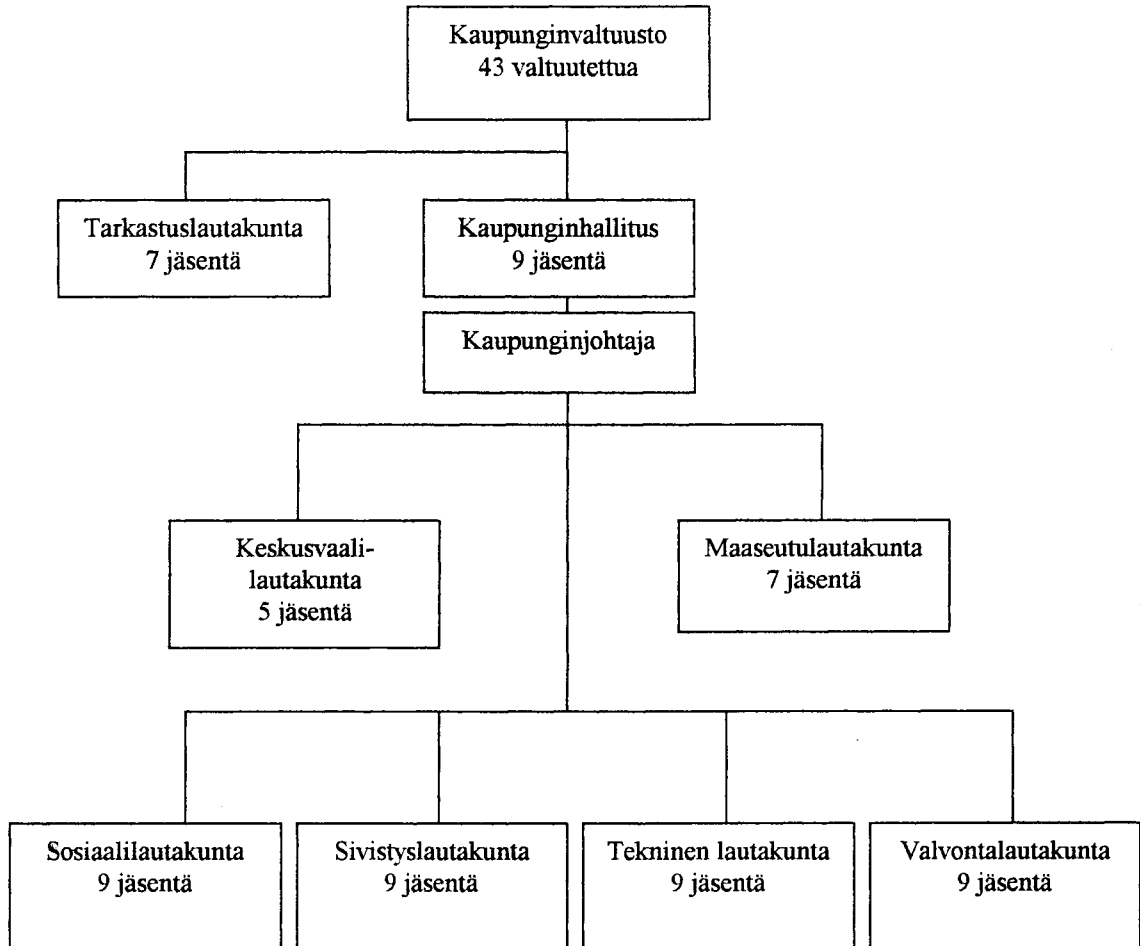 Kaupunginvaltuusto
43 valtuutettua
Tarkastuslautakunta
7 jäsentä
Kaupunginhallitus
9 jäsentä
Kaupunginjohtaja
Keskusvaali-
lautakunta
5 jäsentä
Maaseutulautakunta
7 jäsentä
Sosiaalilautakunta
9 jäsentä
Sivistyslautakunta
9 jäsentä
Tekninen lautakunta
9 jäsentä
Valvontalautakunta
9 jäsentä